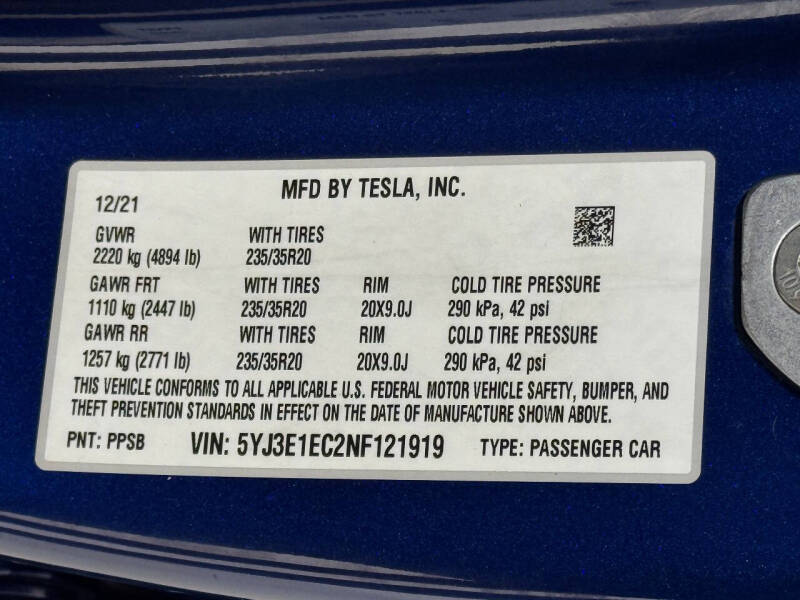 MFD BY TESLA, INC.
12/21
GVWR WITH TIRES
2220 kg (4894 lb) 235/35R20
GAWR FRT WITH TIRES RIM COLD TIRE PRESSURE
1110 kg (2447 lb) 235/35R20 20X9.0J 290 kPa, 42 psi
GAWR RR WITH TIRES RIM COLD TIRE PRESSURE
1257 kg (2771 lb) 235/35R20 20X9.0J 290 kPa, 42 psi
THIS VEHICLE CONFORMS TO ALL APPLICABLE U.S. FEDERAL MOTOR VEHICLE SAFETY, BUMPER, AND
THEFT PREVENTION STANDARDS IN EFFECT ON THE DATE OF MANUFACTURE SHOWN ABOVE.
PNT: PPSB VIN: 5YJ3E1EC2NF121919 TYPE: PASSENGER CAR